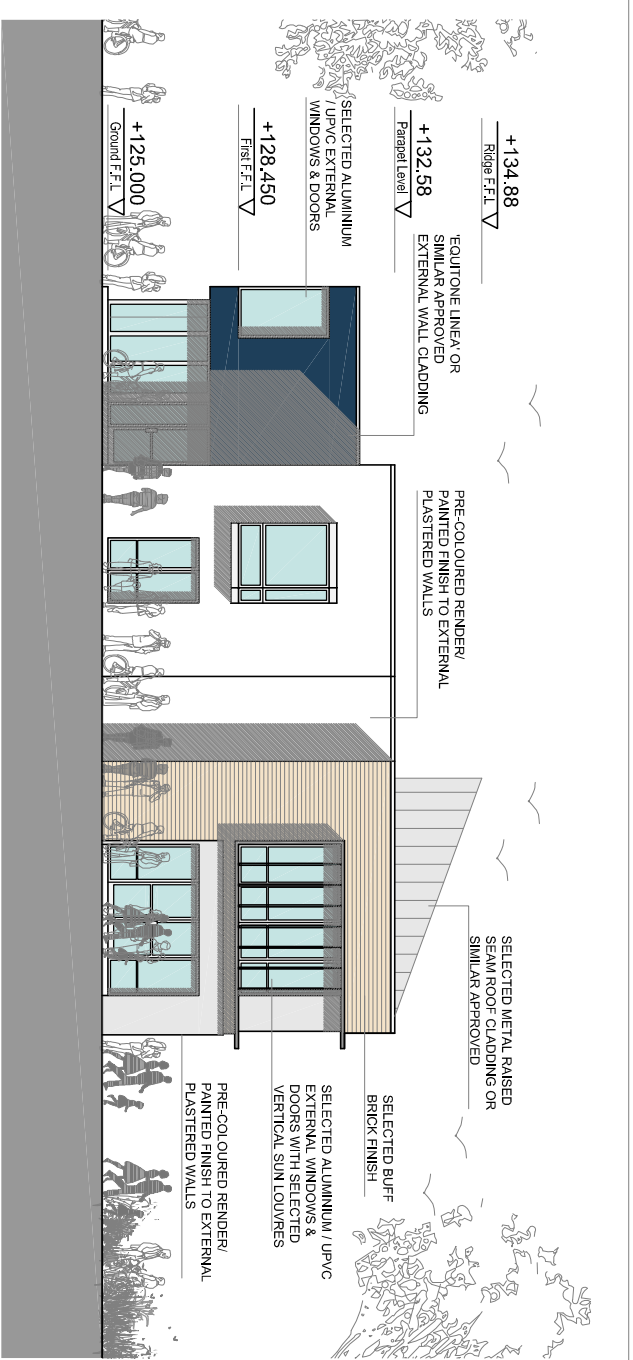 +134.88
Ridge F.F.L
+132.58
Parapet Level
+128.450
First F.F.L
+125.000
Ground F.F.L
SELECTED ALUMINIUM
/ UPVC EXTERNAL
WINDOWS & DOORS
'EQUITONE LINEA' OR
SIMILAR APPROVED
EXTERNAL WALL CLADDING
PRE-COLOURED RENDER/
PAINTED FINISH TO EXTERNAL
PLASTERED WALLS
SELECTED METAL RAISED
SEAM ROOF CLADDING OR
SIMILAR APPROVED
SELECTED BUFF
BRICK FINISH
SELECTED ALUMINIUM / UPVC
EXTERNAL WINDOWS &
DOORS WITH SELECTED
VERTICAL SUN LOUVRES
PRE-COLOURED RENDER/
PAINTED FINISH TO EXTERNAL
PLASTERED WALLS